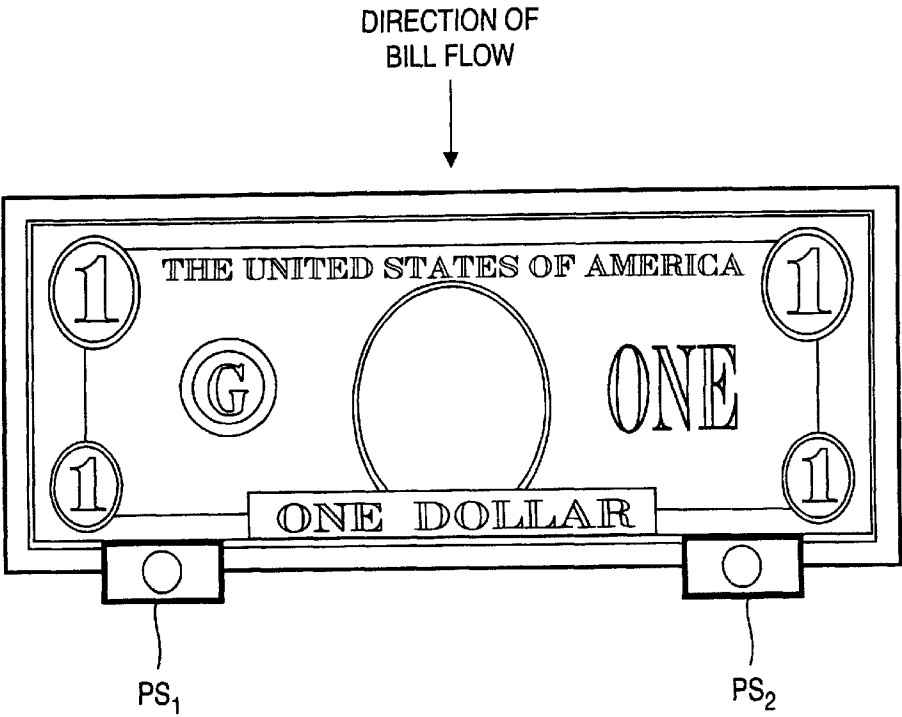 DIRECTION OF
BILL FLOW
1 1
THE UNITED STATES OF AMERICA
G ONE
1 1
ONE DOLLAR
PS₁ PS₂